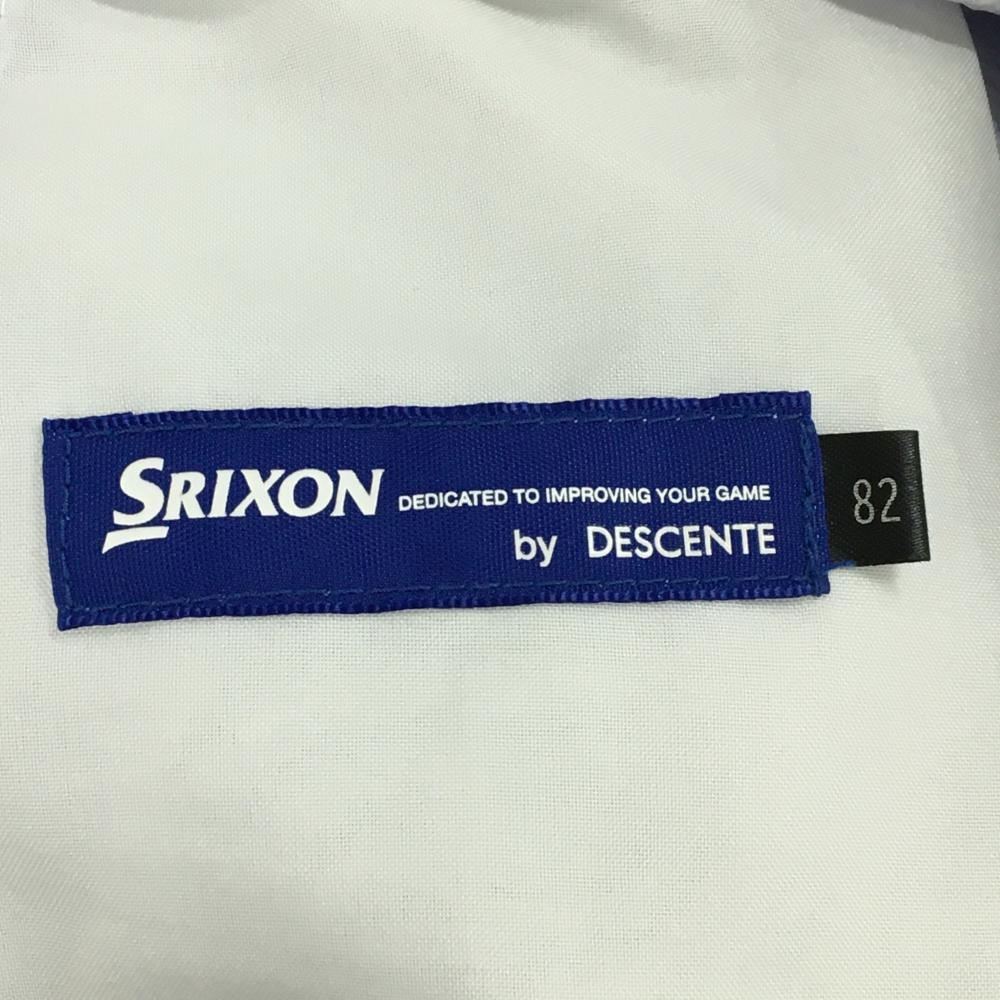 SRIXON DEDICATED TO IMPROVING YOUR GAME
by DESCENTE
82